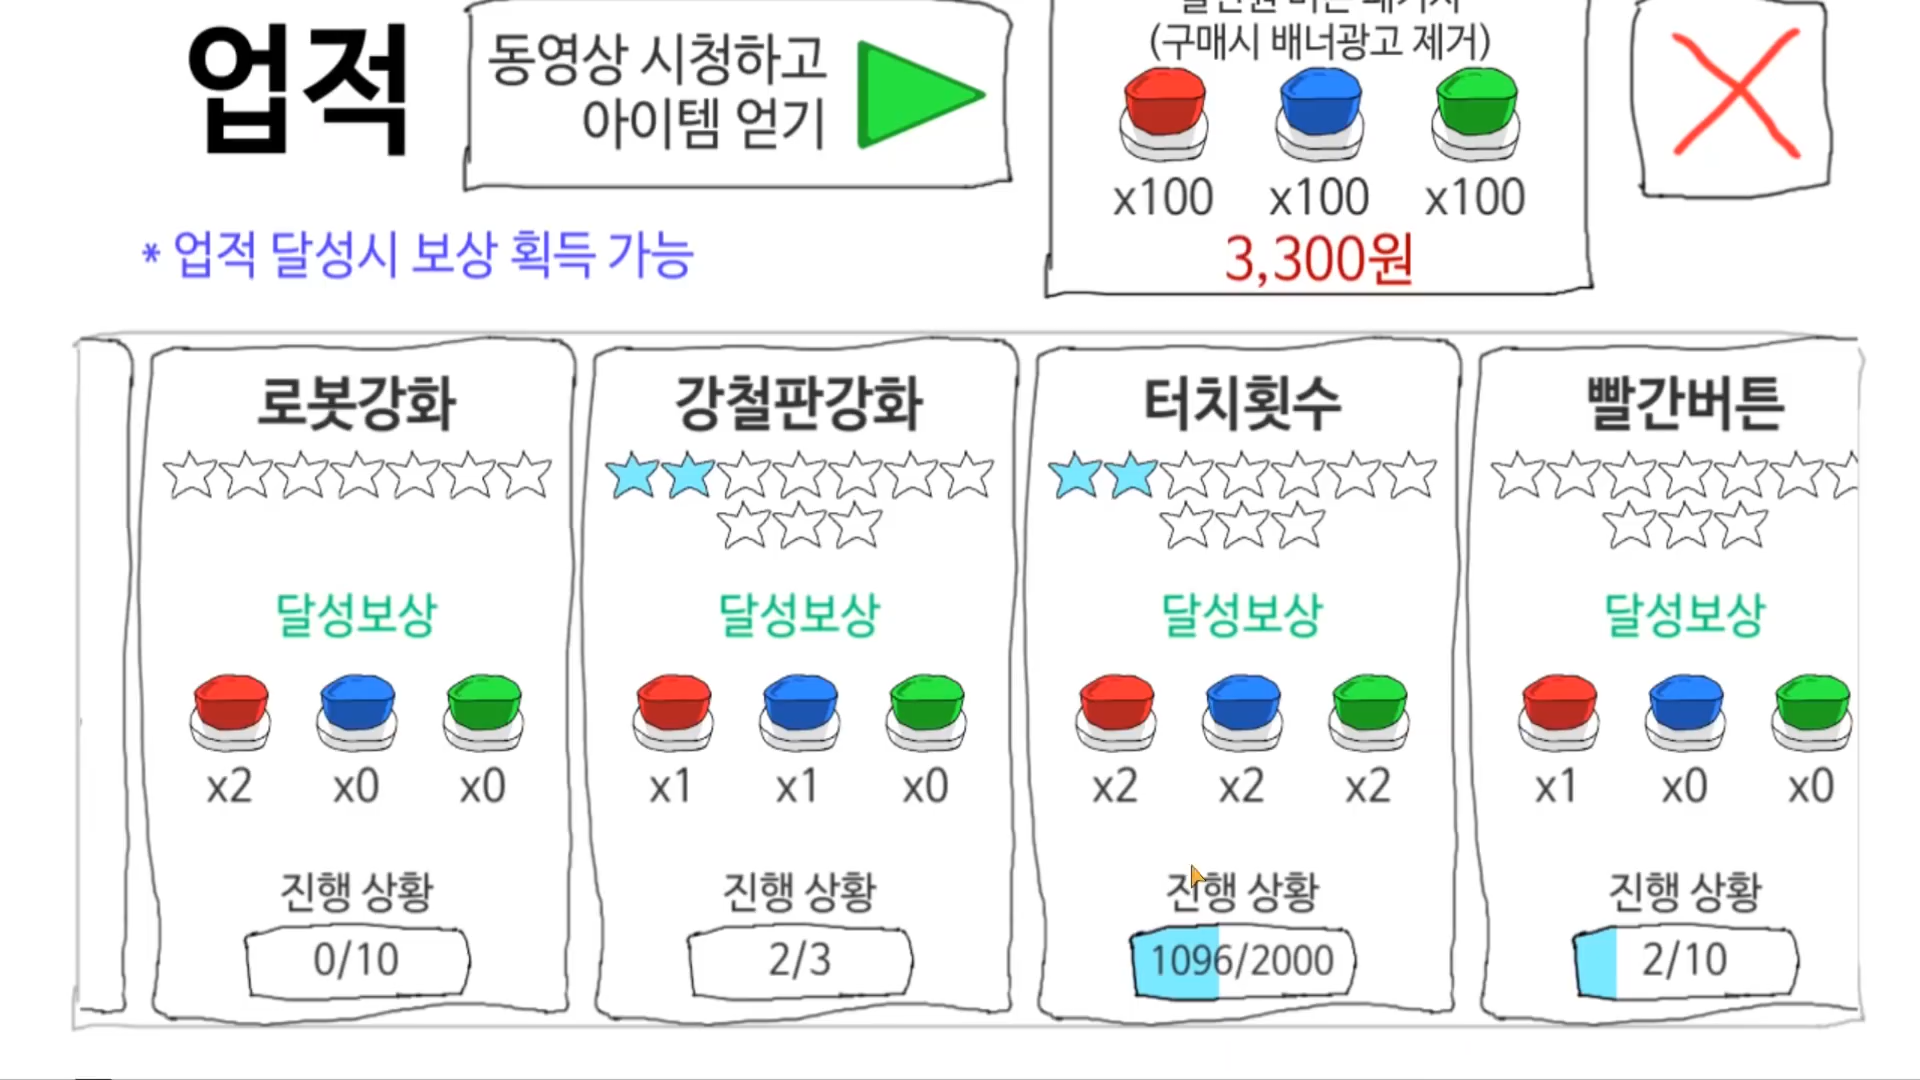 업적
동영상 시청하고
아이템 얻기
(구매시 배너광고 제거)
x100 x100 x100
3,300원
* 업적 달성시 보상 획득 가능
로봇강화
달성보상
x2 x0 x0
진행 상황
0/10
강철판강화
달성보상
x1 x1 x0
진행 상황
2/3
터치횟수
달성보상
x2 x2 x2
진행 상황
1096/2000
빨간버튼
달성보상
x1 x0 x0
진행 상황
2/10